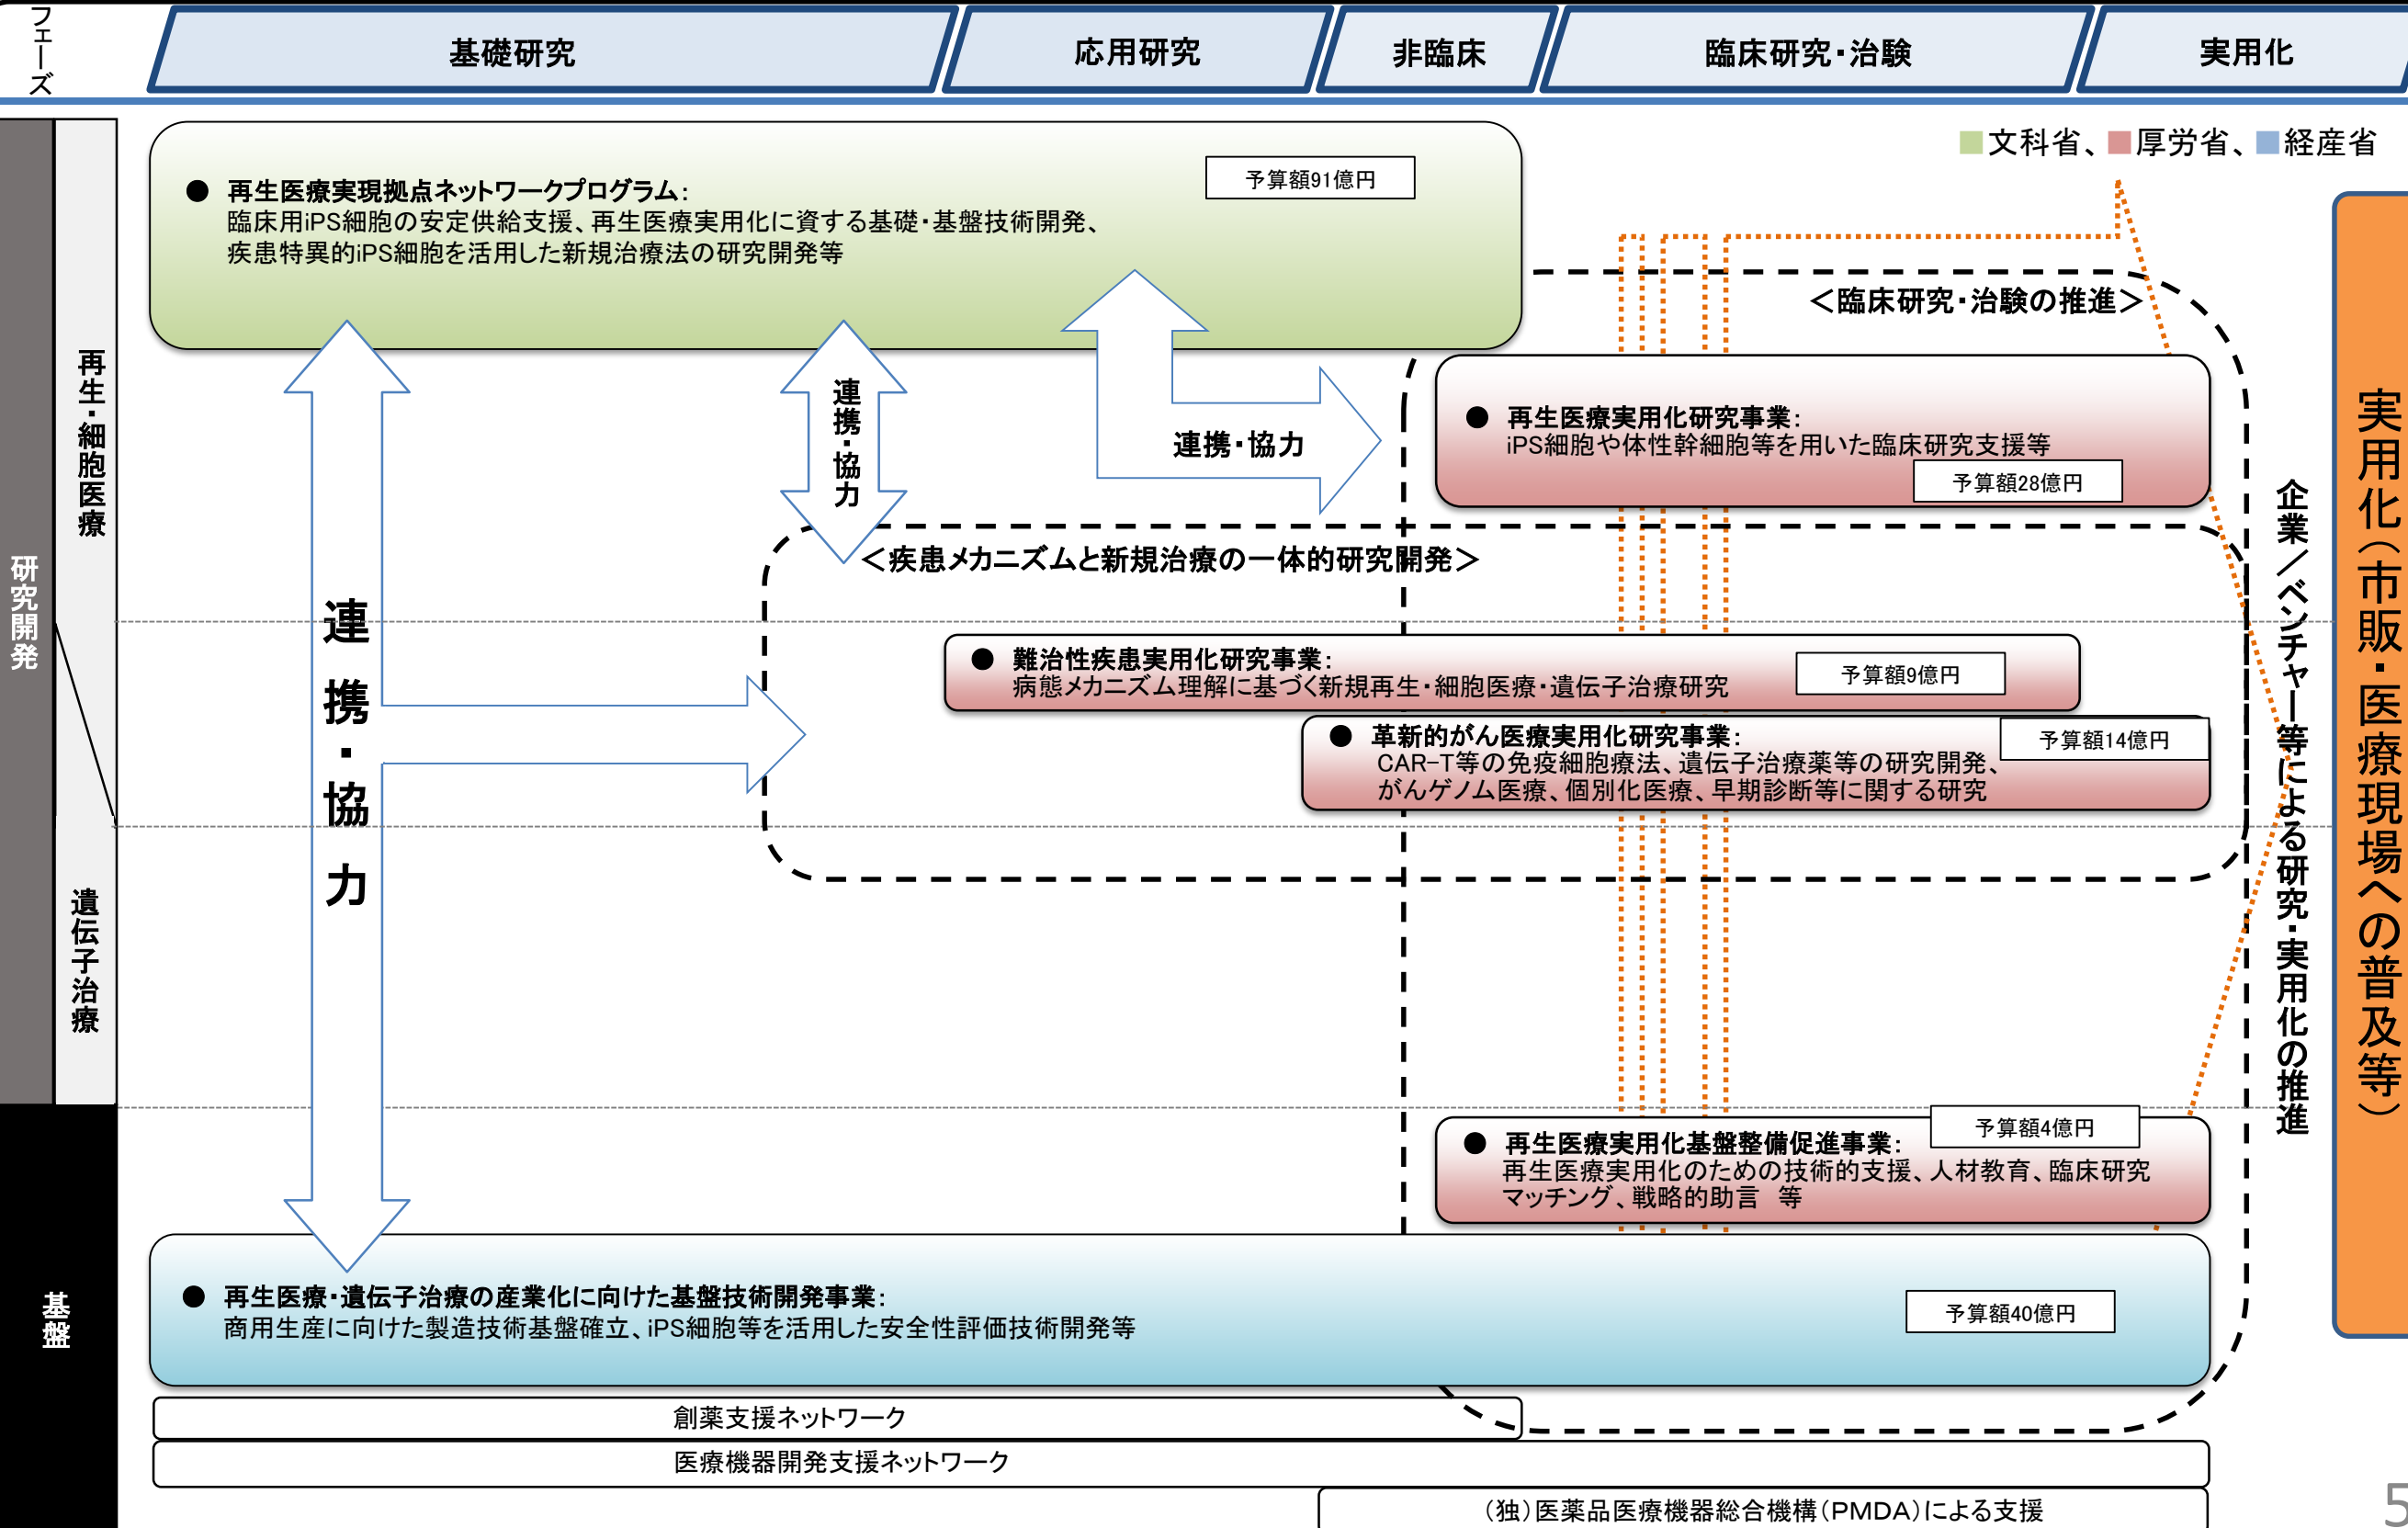 フェーズ
基礎研究
応用研究
非臨床
臨床研究・治験
実用化
■文科省、■厚労省、■経産省
研究開発
再生・細胞医療
遺伝子治療
基盤
● 再生医療実現拠点ネットワークプログラム：
臨床用iPS細胞の安定供給支援、再生医療実用化に資する基礎・基盤技術開発、
疾患特異的iPS細胞を活用した新規治療法の研究開発等
予算額91億円
＜臨床研究・治験の推進＞
連携・協力
連携・協力
連携・協力
● 再生医療実用化研究事業：
iPS細胞や体性幹細胞等を用いた臨床研究支援等
予算額28億円
＜疾患メカニズムと新規治療の一体的研究開発＞
● 難治性疾患実用化研究事業：
病態メカニズム理解に基づく新規再生・細胞医療・遺伝子治療研究
予算額9億円
● 革新的がん医療実用化研究事業：
CAR-T等の免疫細胞療法、遺伝子治療薬等の研究開発、
がんゲノム医療、個別化医療、早期診断等に関する研究
予算額14億円
企業／ベンチャー等による研究・実用化の推進
実用化（市販・医療現場への普及等）
● 再生医療実用化基盤整備促進事業：
再生医療実用化のための技術的支援、人材教育、臨床研究
マッチング、戦略的助言　等
予算額4億円
● 再生医療・遺伝子治療の産業化に向けた基盤技術開発事業：
商用生産に向けた製造技術基盤確立、iPS細胞等を活用した安全性評価技術開発等
予算額40億円
創薬支援ネットワーク
医療機器開発支援ネットワーク
（独）医薬品医療機器総合機構（PMDA）による支援
5